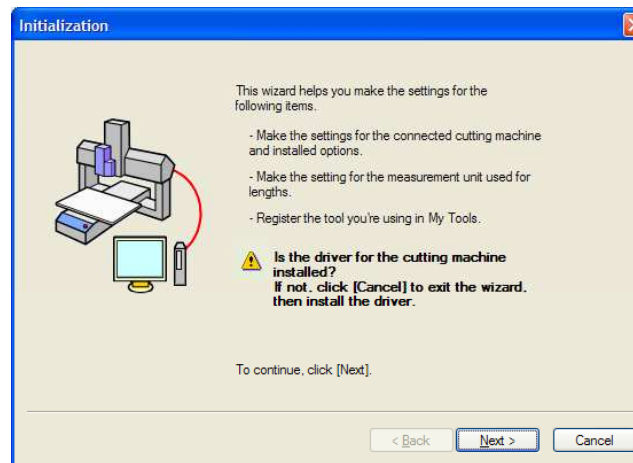 Initialization
This wizard helps you make the settings for the
following items.
- Make the settings for the connected cutting machine
and installed options.
- Make the setting for the measurement unit used for
lengths.
- Register the tool you're using in My Tools.
Is the driver for the cutting machine
installed?
If not, click [Cancel] to exit the wizard,
then install the driver.
To continue, click [Next].
< Back
Next >
Cancel